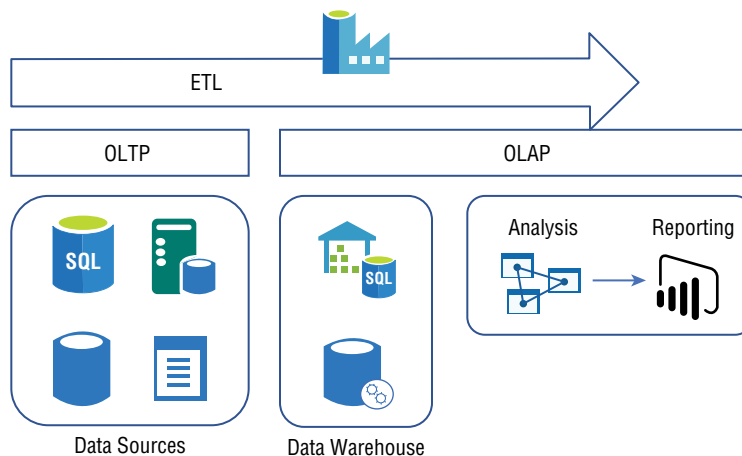 ETL
OLTP
OLAP
SQL
SQL
Analysis
Reporting
Data Sources
Data Warehouse